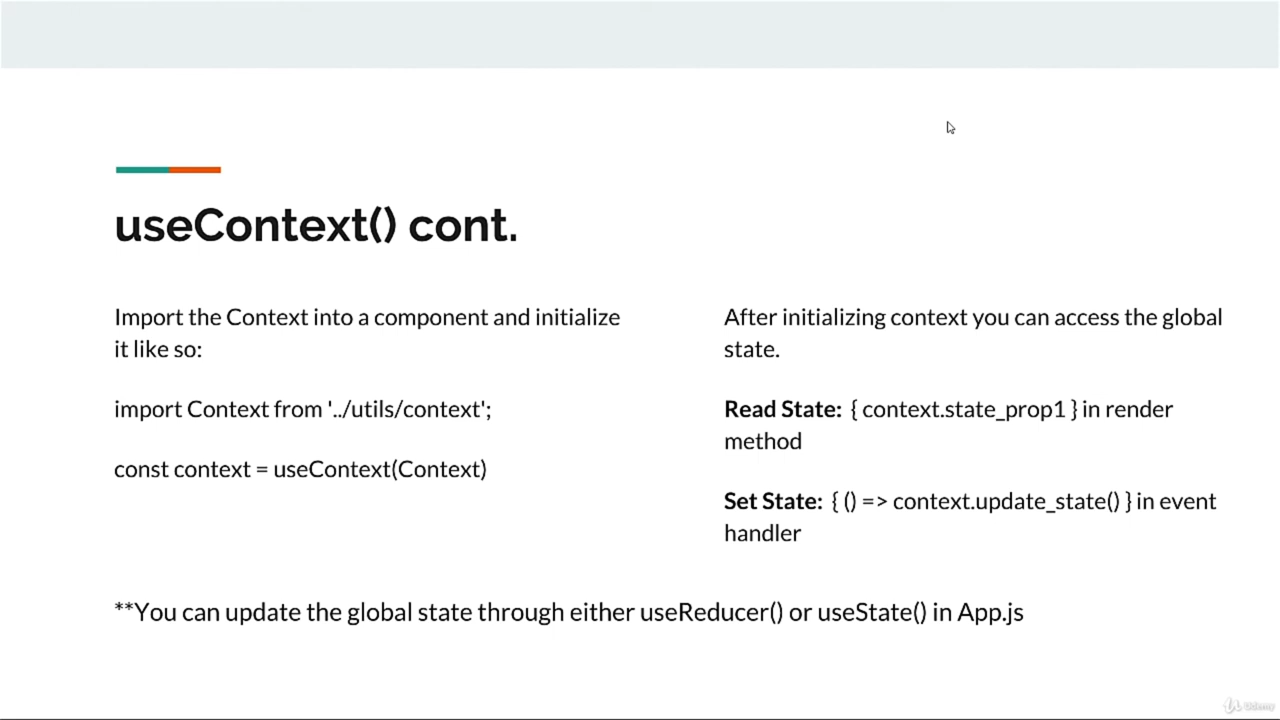 useContext() cont.
Import the Context into a component and initialize
it like so:
import Context from '../utils/context';
const context = useContext(Context)
After initializing context you can access the global
state.
Read State: { context.state_prop1 } in render
method
Set State: { () => context.update_state() } in event
handler
**You can update the global state through either useReducer() or useState() in App.js
Udemy